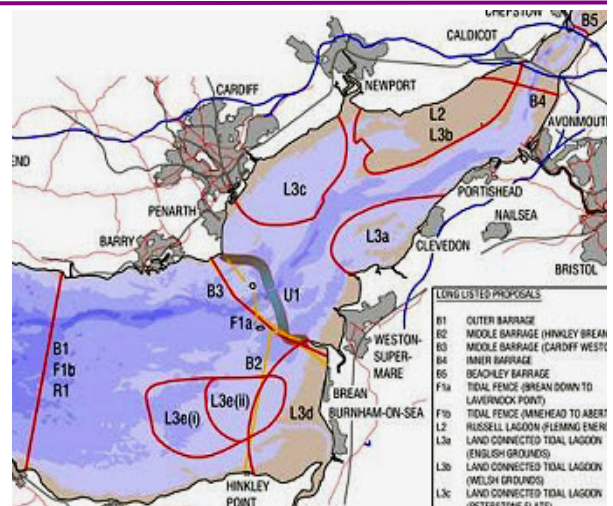 CHEPSTOW
B5
CALDICOT
CARDIFF
NEWPORT
B4
L2
L3b
AVONMOUTH
END
L3c
PORTISHEAD
PENARTH
NAILSEA
L3a
CLEVEDON
BARRY
BRISTOL
B3
U1
F1a
WESTON-
SUPER-
MARE
B1
F1b
R1
B2
BREAN
L3e(i)
L3e(ii)
L3d
BURNHAM-ON-SEA
HINKLEY
POINT
LONG LISTED PROPOSALS
B1 OUTER BARRAGE
B2 MIDDLE BARRAGE (HINKLEY BREAN
B3 MIDDLE BARRAGE (CARDIFF WESTO
B4 INNER BARRAGE
B5 BEACHLEY BARRAGE
F1a TIDAL FENCE (BREAN DOWN TO
LAVERNOCK POINT)
F1b TIDAL FENCE (MINEHEAD TO ABERT
L2 RUSSELL LAGOON (FLEMING ENERG
L3a LAND CONNECTED TIDAL LAGOON
(ENGLISH GROUNDS)
L3b LAND CONNECTED TIDAL LAGOON
(WELSH GROUNDS)
L3c LAND CONNECTED TIDAL LAGOON